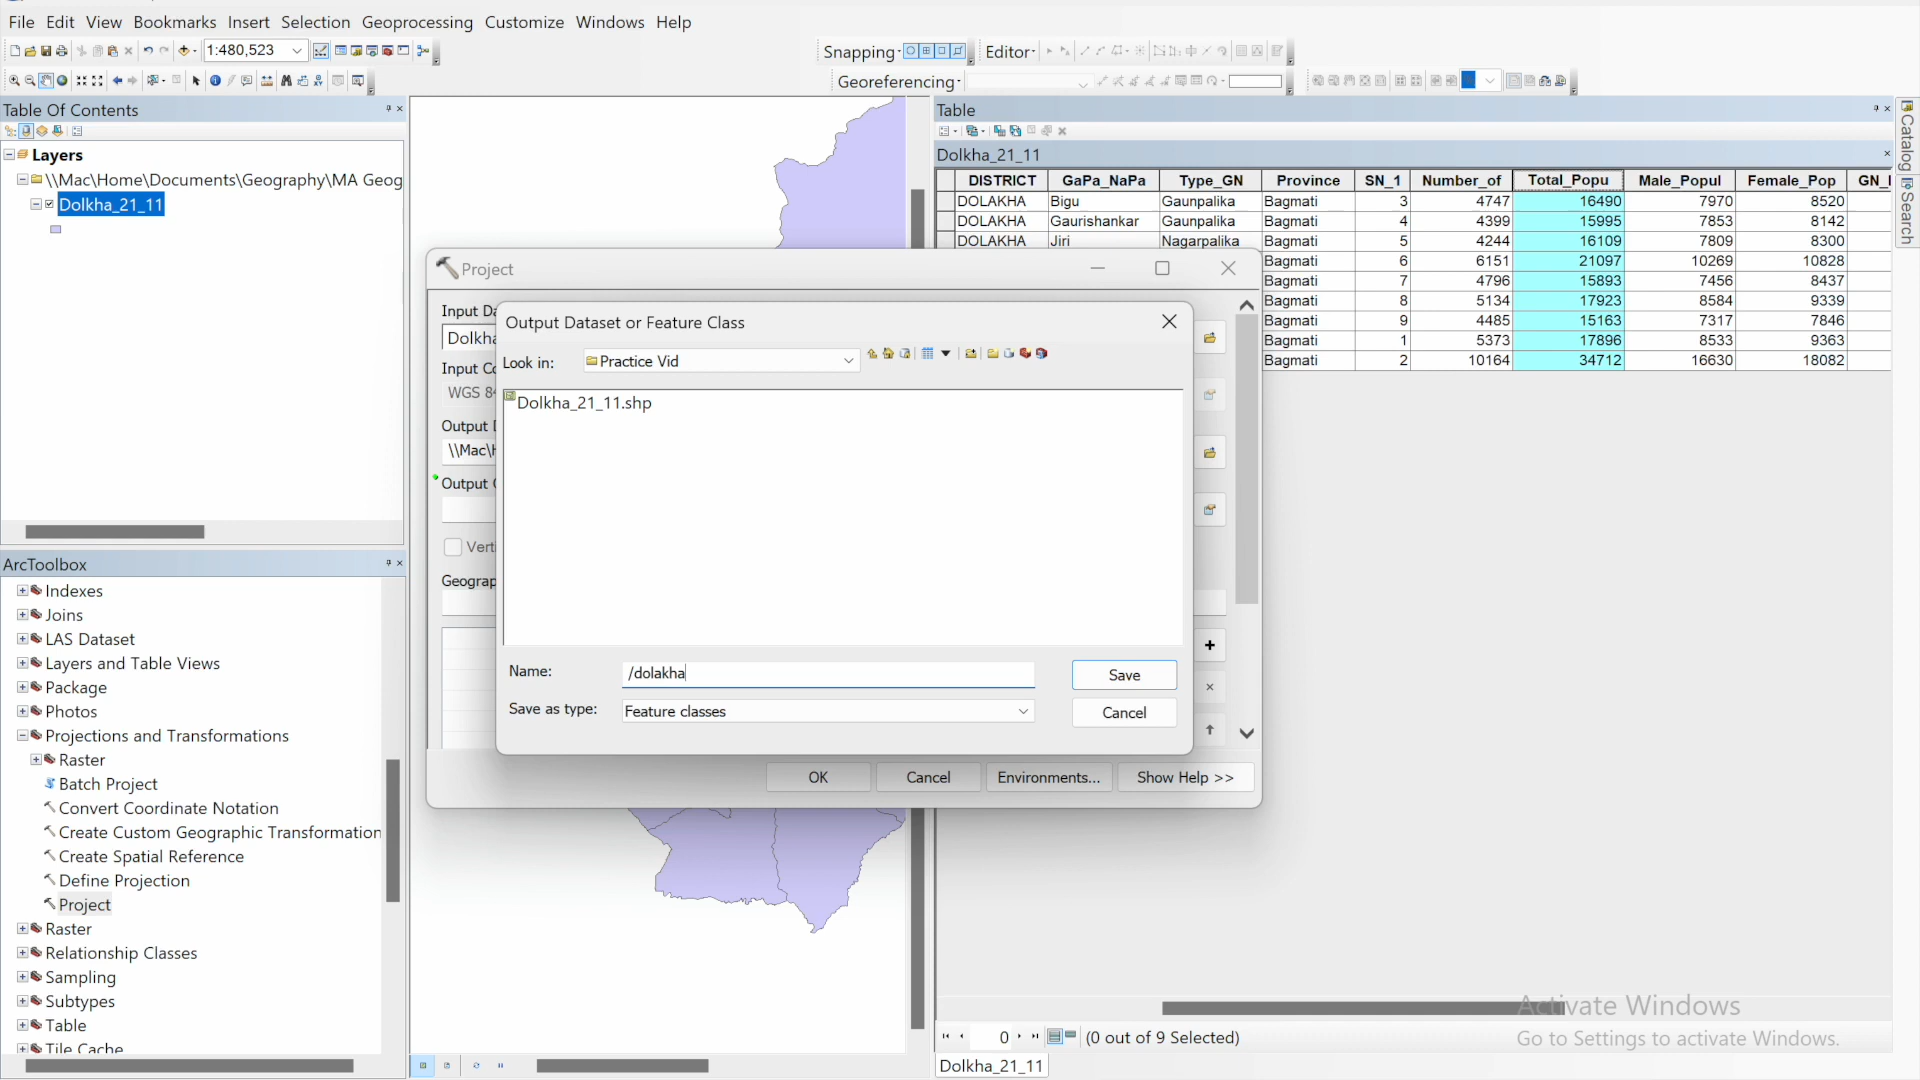 File Edit View Bookmarks Insert Selection Geoprocessing Customize Windows Help
1:480,523
Snapping Editor
Georeferencing
Table Of Contents
Layers
\\Mac\Home\Documents\Geography\MA Geog
Dolkha_21_11
ArcToolbox
Indexes
Joins
LAS Dataset
Layers and Table Views
Package
Photos
Projections and Transformations
Raster
Batch Project
Convert Coordinate Notation
Create Custom Geographic Transformation
Create Spatial Reference
Define Projection
Project
Raster
Relationship Classes
Sampling
Subtypes
Table
Tile Cache
Project
Input Da
Dolkha
Input Co
WGS 84
Output D
\\Mac\H
Output C
Verti
Geograp
OK Cancel Environments... Show Help >>
Output Dataset or Feature Class
Look in: Practice Vid
Dolkha_21_11.shp
Name: /dolakha Save
Save as type: Feature classes Cancel
Table
Dolkha_21_11
DISTRICT GaPa_NaPa Type_GN Province SN_1 Number_of Total_Popu Male_Popul Female_Pop GN_
DOLAKHA Bigu Gaunpalika Bagmati 3 4747 16490 7970 8520
DOLAKHA Gaurishankar Gaunpalika Bagmati 4 4399 15995 7853 8142
DOLAKHA Jiri Nagarpalika Bagmati 5 4244 16109 7809 8300
Bagmati 6 6151 21097 10269 10828
Bagmati 7 4796 15893 7456 8437
Bagmati 8 5134 17923 8584 9339
Bagmati 9 4485 15163 7317 7846
Bagmati 1 5373 17896 8533 9363
Bagmati 2 10164 34712 16630 18082
Catalog
Search
Activate Windows
Go to Settings to activate Windows.
0 (0 out of 9 Selected)
Dolkha_21_11